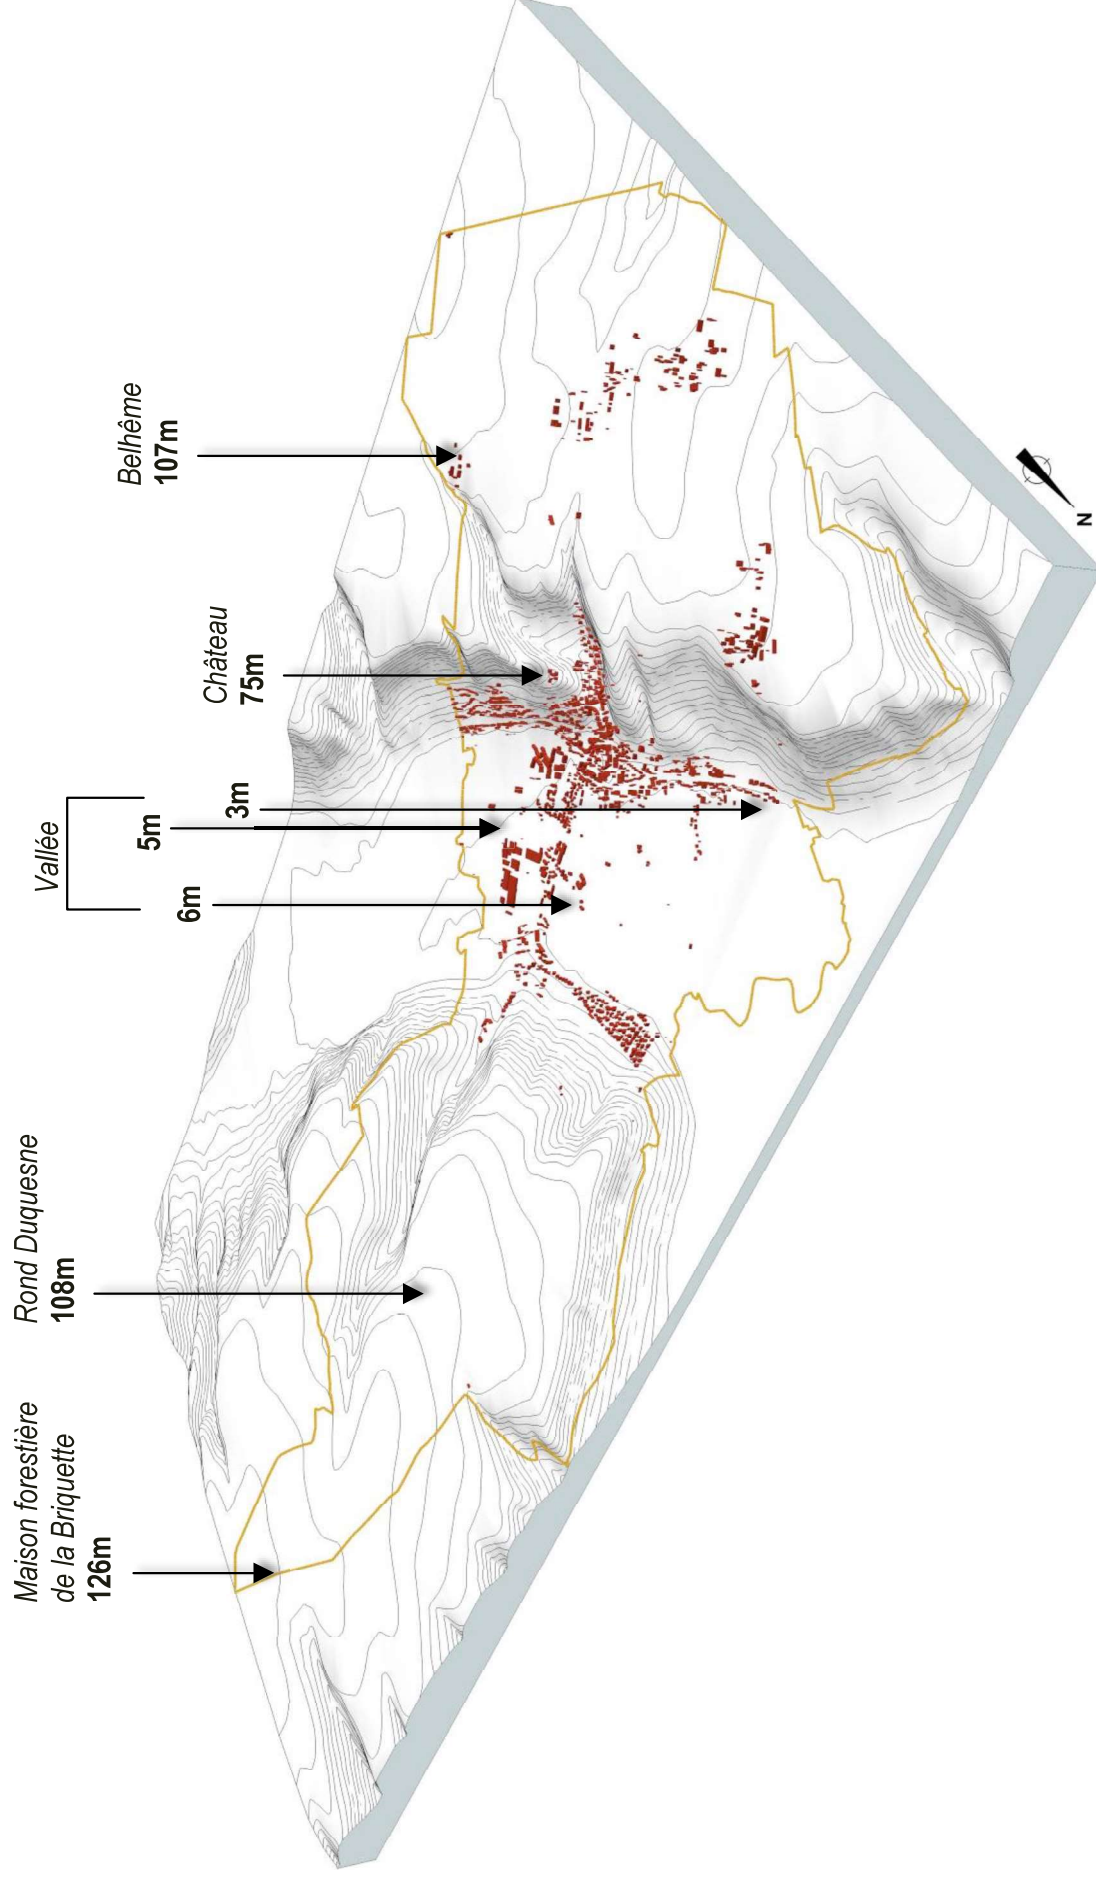 Maison forestière
de la Briquette
126m
Rond Duquesne
108m
Vallée
6m
5m
3m
Château
75m
Belhême
107m
N